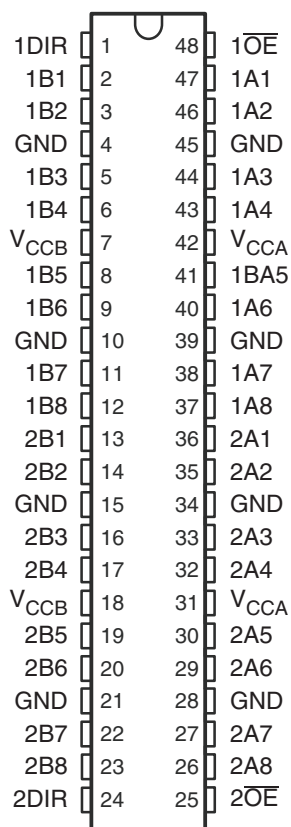 1DIR 1 48 1O̅E̅
1B1 2 47 1A1
1B2 3 46 1A2
GND 4 45 GND
1B3 5 44 1A3
1B4 6 43 1A4
VCCB 7 42 VCCA
1B5 8 41 1BA5
1B6 9 40 1A6
GND 10 39 GND
1B7 11 38 1A7
1B8 12 37 1A8
2B1 13 36 2A1
2B2 14 35 2A2
GND 15 34 GND
2B3 16 33 2A3
2B4 17 32 2A4
VCCB 18 31 VCCA
2B5 19 30 2A5
2B6 20 29 2A6
GND 21 28 GND
2B7 22 27 2A7
2B8 23 26 2A8
2DIR 24 25 2O̅E̅